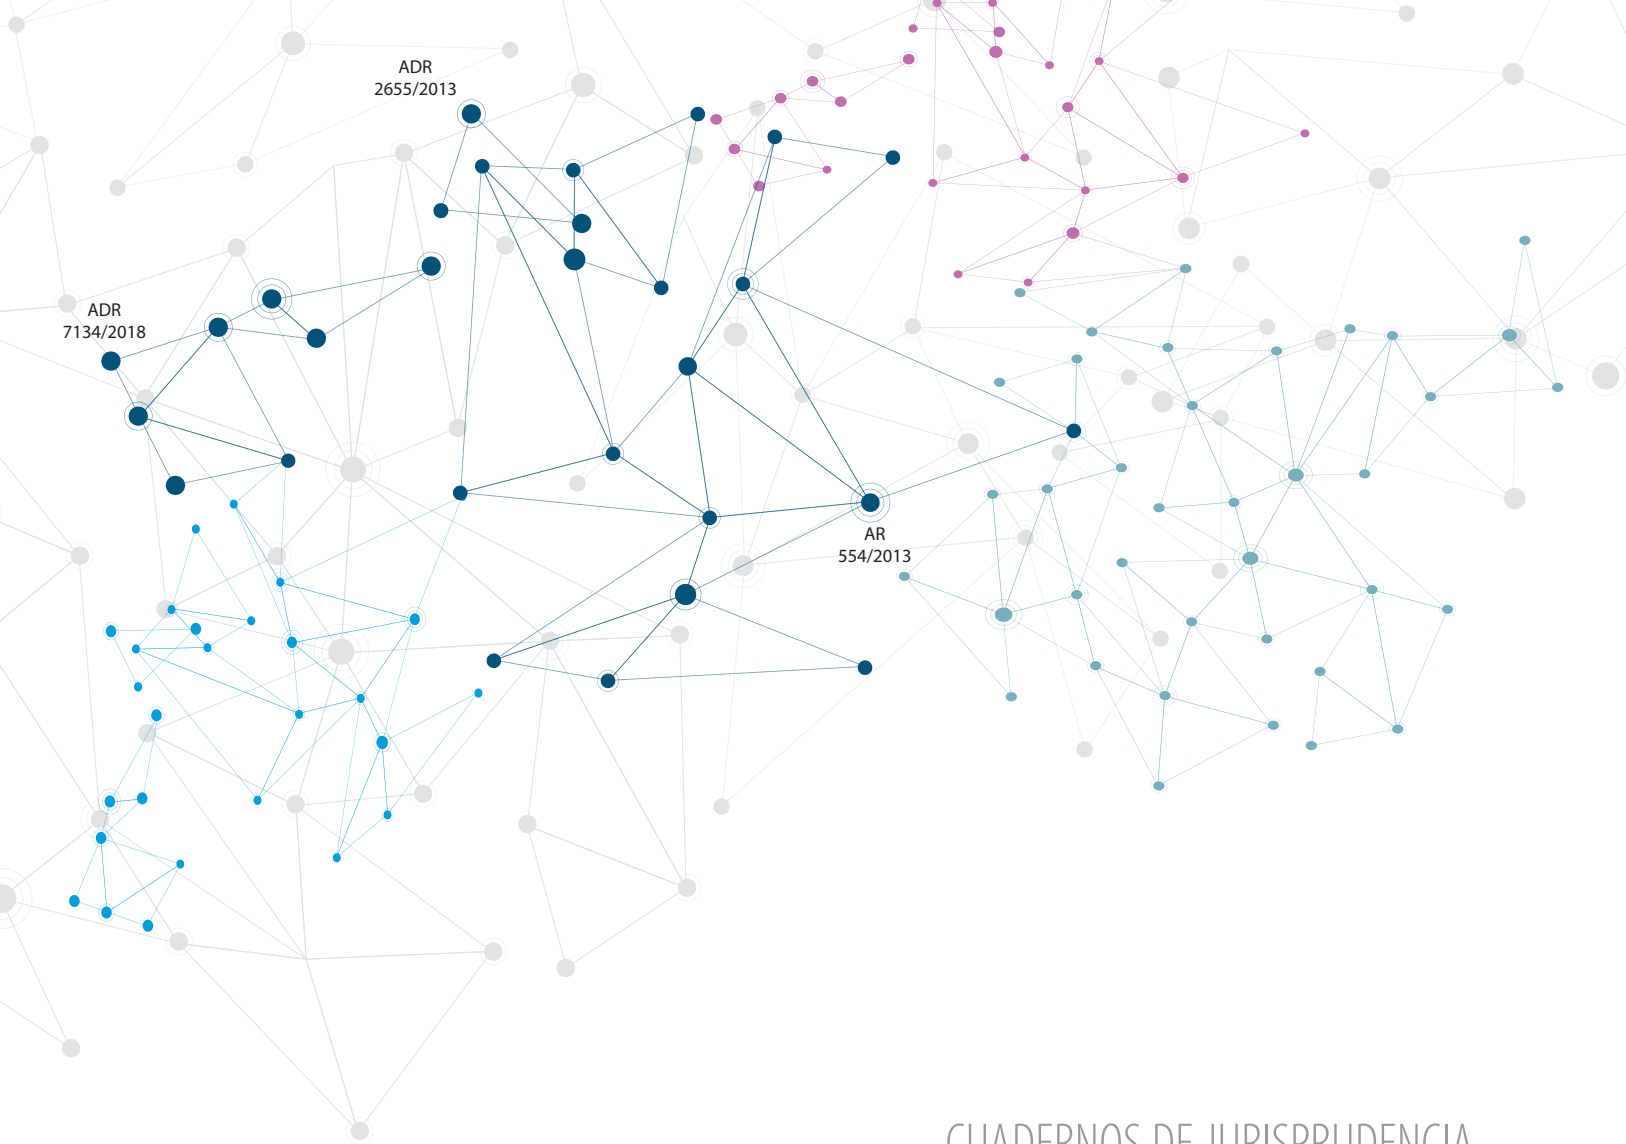 ADR
2655/2013
ADR
7134/2018
AR
554/2013
CUADERNOS DE JURISPRUDENCIA